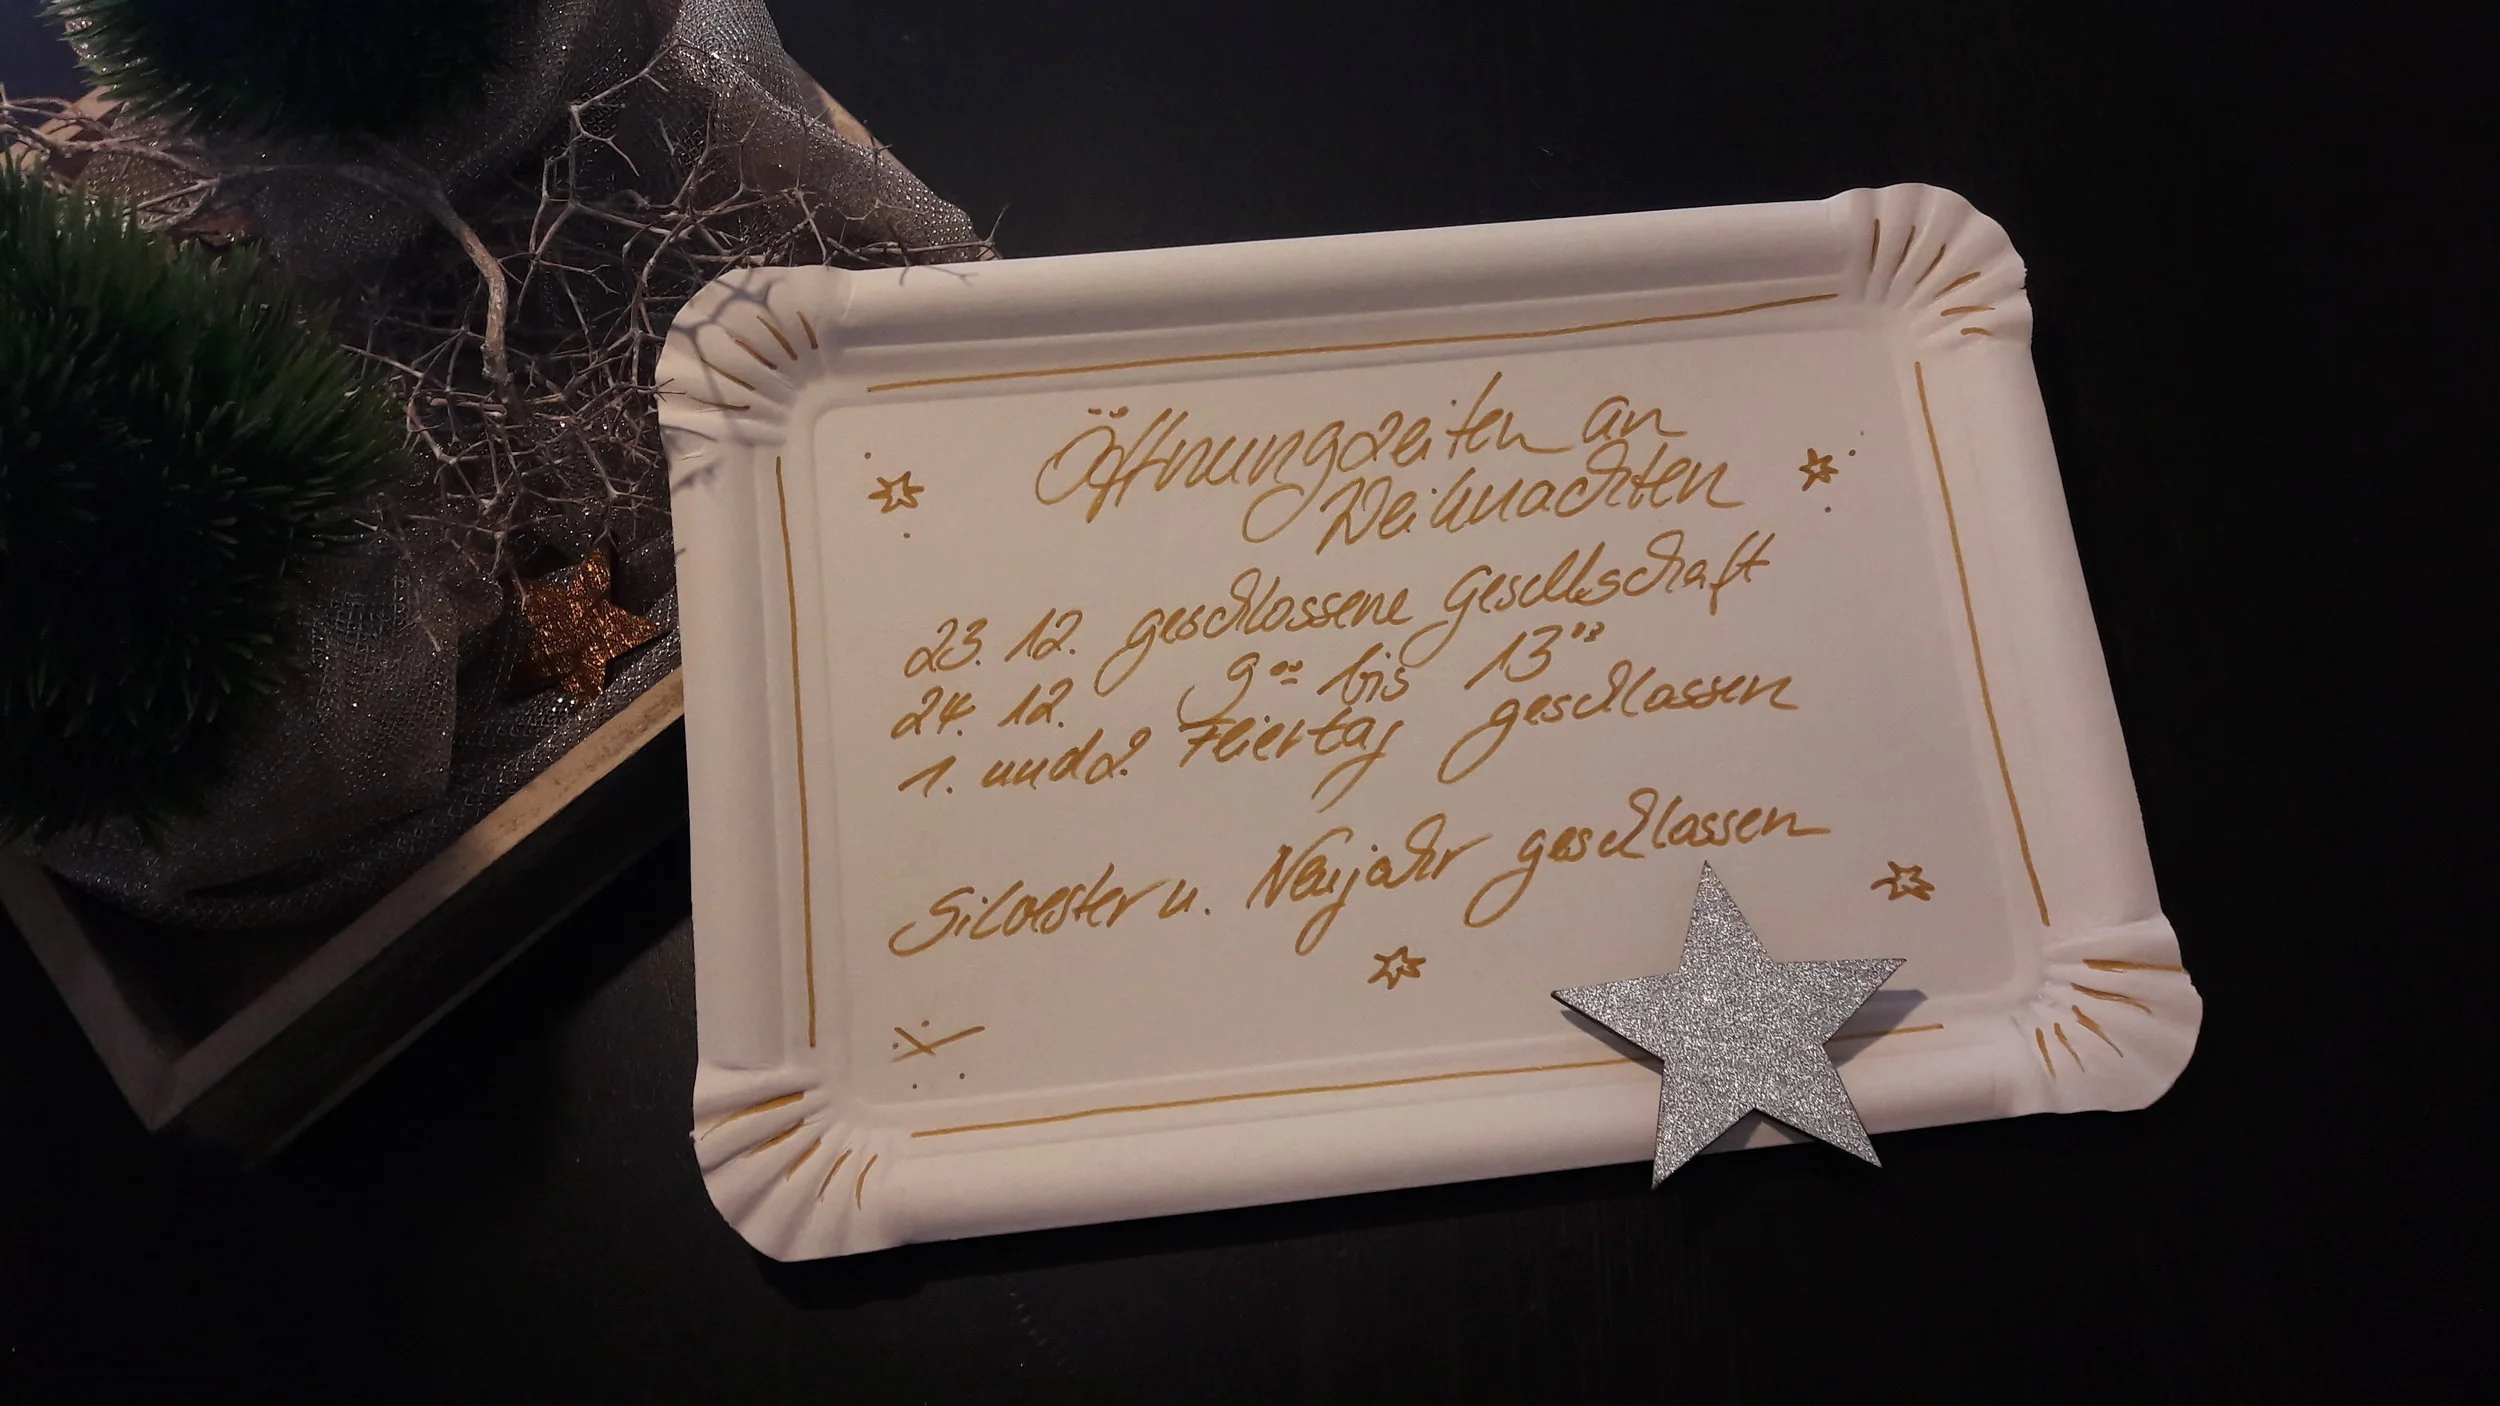 Öffnungzeiten an
Weihnachten
23. 12. geschlossene Gesellschaft
24. 12. 9⁰⁰ bis 13⁰⁰
1. und 2. Feiertag geschlossen
Silvester u. Neujahr geschlossen